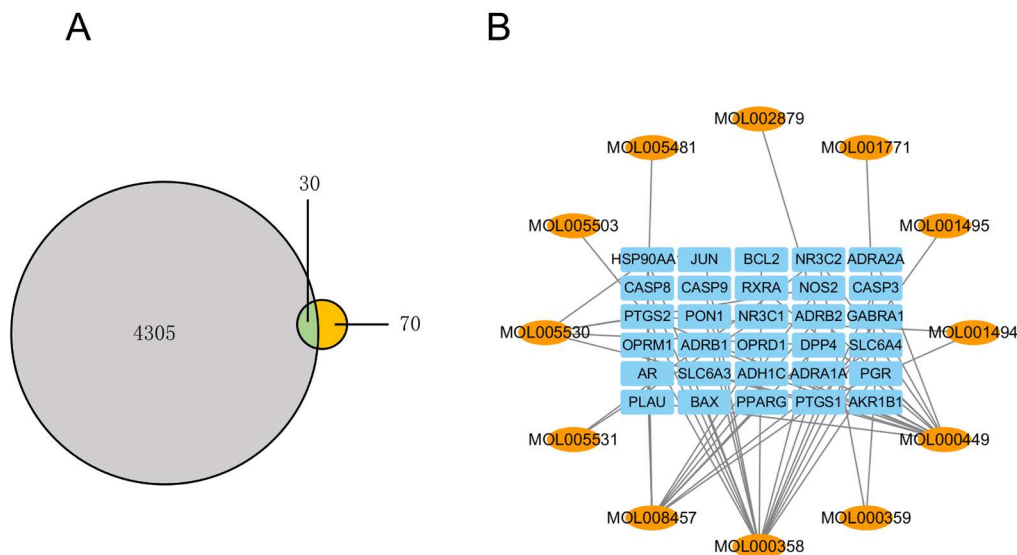 A
B
30
4305
70
MOL002879
MOL005481
MOL001771
MOL005503
MOL001495
HSP90AA JUN BCL2 NR3C2 ADRA2A
CASP8 CASP9 RXRA NOS2 CASP3
PTGS2 PON1 NR3C1 ADRB2 GABRA1
MOL005530
MOL001494
OPRM1 ADRB1 OPRD1 DPP4 SLC6A4
AR SLC6A3 ADH1C ADRA1A PGR
PLAU BAX PPARG PTGS1 AKR1B1
MOL005531
MOL000449
MOL008457
MOL000359
MOL000358